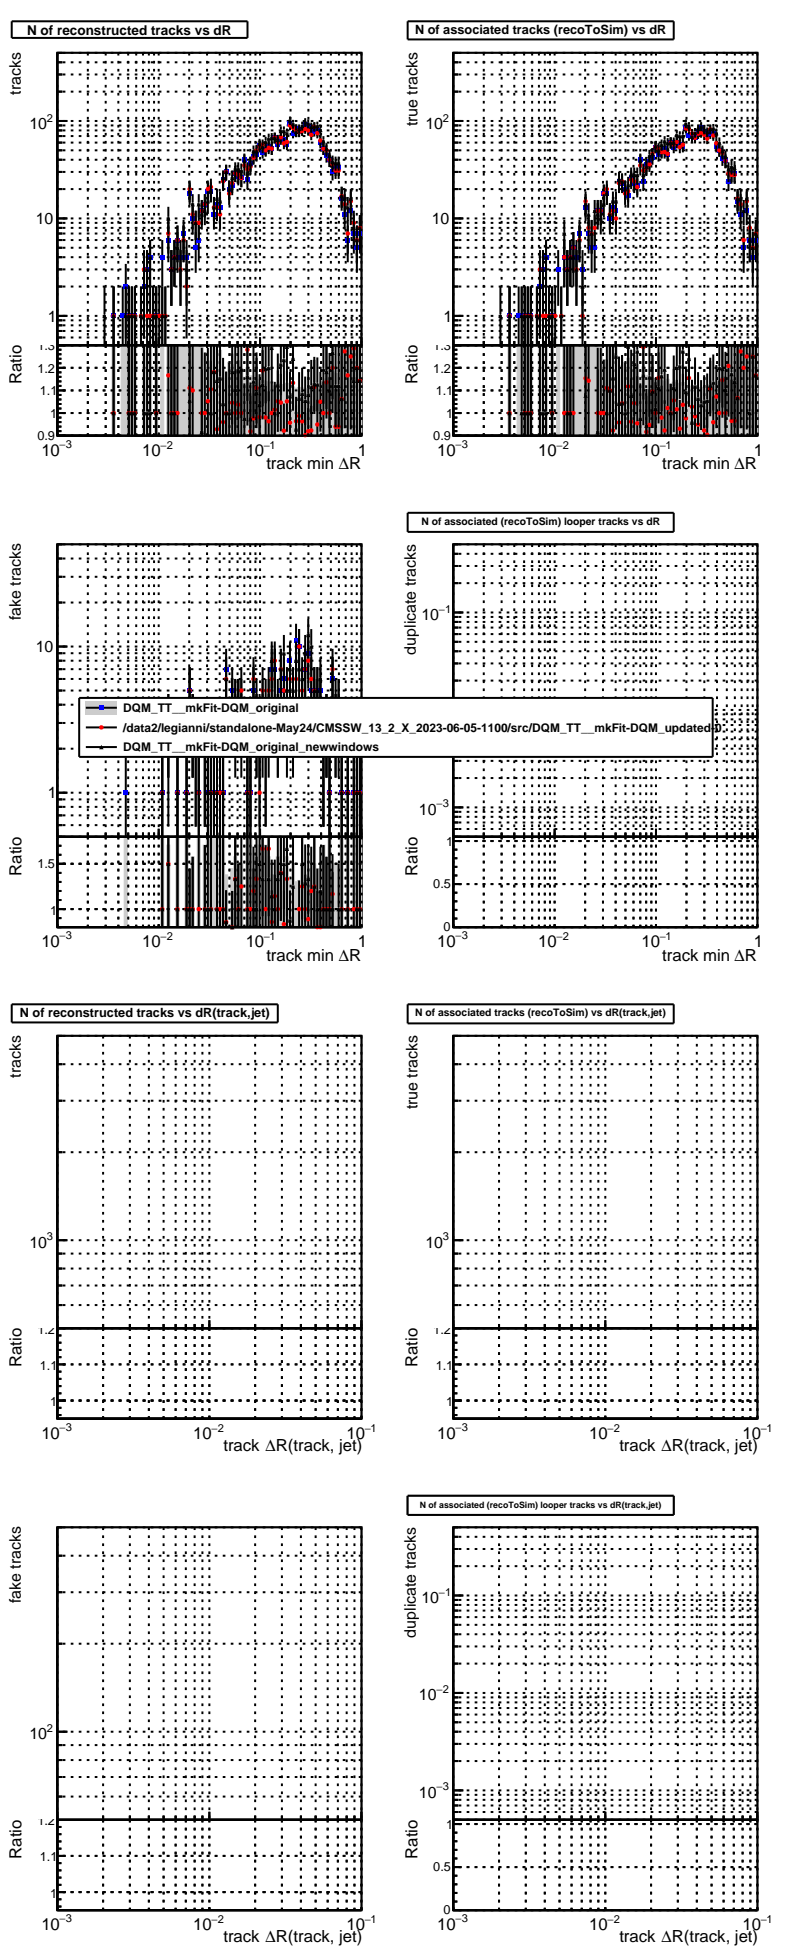 N of reconstructed tracks vs dR
N of associated tracks (recoToSim) vs dR
tracks
10²
10
1
Ratio
1.3
1.2
1.1
1
0.9
10⁻³ 10⁻² 10⁻¹ 1
track min ΔR
true tracks
10²
10
1
Ratio
1.3
1.2
1.1
1
0.9
10⁻³ 10⁻² 10⁻¹ 1
track min ΔR
N of associated (recoToSim) looper tracks vs dR
fake tracks
10
1
Ratio
1.5
1
10⁻³ 10⁻² 10⁻¹ 1
track min ΔR
duplicate tracks
10⁻¹
10⁻³
Ratio
1
0.5
0
10⁻³ 10⁻² 10⁻¹ 1
track min ΔR
DQM_TT__mkFit-DQM_original
/data2/legianni/standalone-May24/CMSSW_13_2_X_2023-06-05-1100/src/DQM_TT__mkFit-DQM_updated
DQM_TT__mkFit-DQM_original_newwindows
N of reconstructed tracks vs dR(track,jet)
N of associated tracks (recoToSim) vs dR(track,jet)
tracks
10³
Ratio
1.2
1.1
1
10⁻³ 10⁻² 10⁻¹
track ΔR(track, jet)
true tracks
10³
Ratio
1.2
1.1
1
10⁻³ 10⁻² 10⁻¹
track ΔR(track, jet)
N of associated (recoToSim) looper tracks vs dR(track,jet)
fake tracks
10²
Ratio
1.2
1.1
1
10⁻³ 10⁻² 10⁻¹
track ΔR(track, jet)
duplicate tracks
10⁻¹
10⁻²
10⁻³
Ratio
1
0.5
0
10⁻³ 10⁻² 10⁻¹
track ΔR(track, jet)